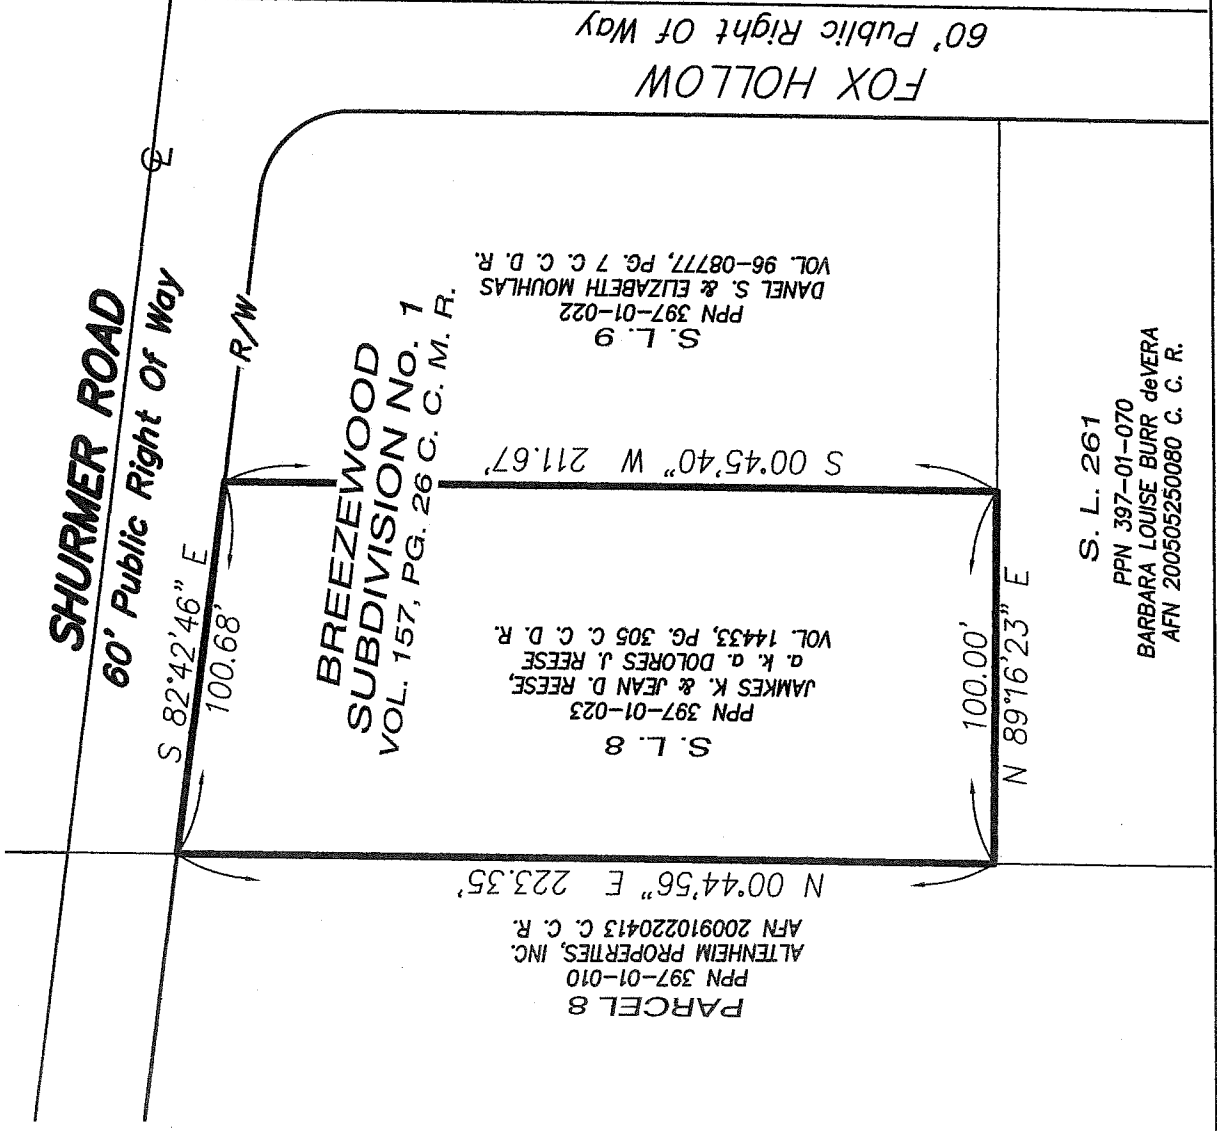 60' Public Right Of Way
FOX HOLLOW
SHURMER ROAD
60' Public Right Of Way
℄
R/W
S. L. 9
PPN 397-01-022
DANEL S. & ELIZABETH MOUHLAS
VOL. 96-08777, PG. 7 C. C. D. R.
BREEZEWOOD
SUBDIVISION No. 1
VOL. 157, PG. 26 C. C. M. R.
S 00°45'40" W 211.67'
S 82°42'46" E
100.68'
S. L. 8
PPN 397-01-023
JAMKES K. & JEAN D. REESE,
a. k. a. DOLORES J. REESE
VOL. 14433, PG. 305 C. C. D. R.
100.00'
N 89°16'23" E
S. L. 261
PPN 397-01-070
BARBARA LOUISE BURR deVERA
AFN 200505250080 C. C. R.
N 00°44'56" E 223.35'
PARCEL 8
PPN 397-01-010
ALTENHEIM PROPERTIES, INC.
AFN 200910220413 C. C. R.